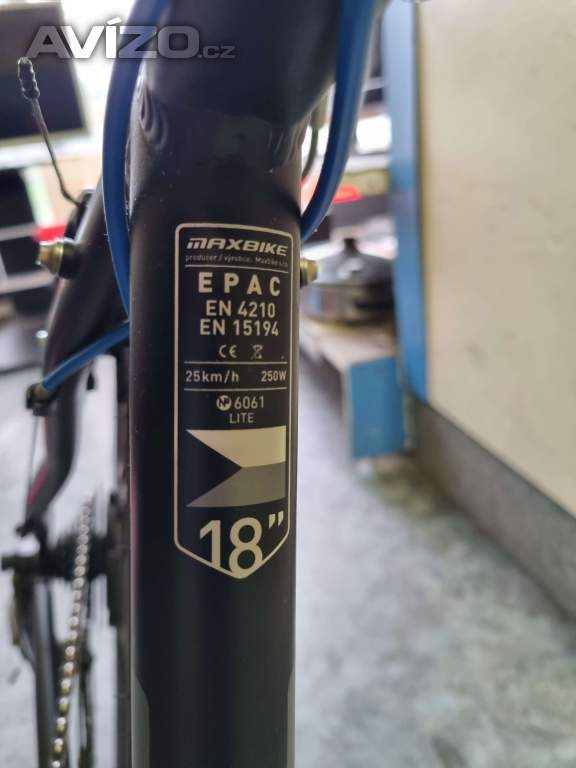 AVÍZO.cz
MAXBIKE
producer / výrobce: MaxBike s.r.o.
EPAC
EN 4210
EN 15194
CE
25km/h 250W
6061
LITE
18"